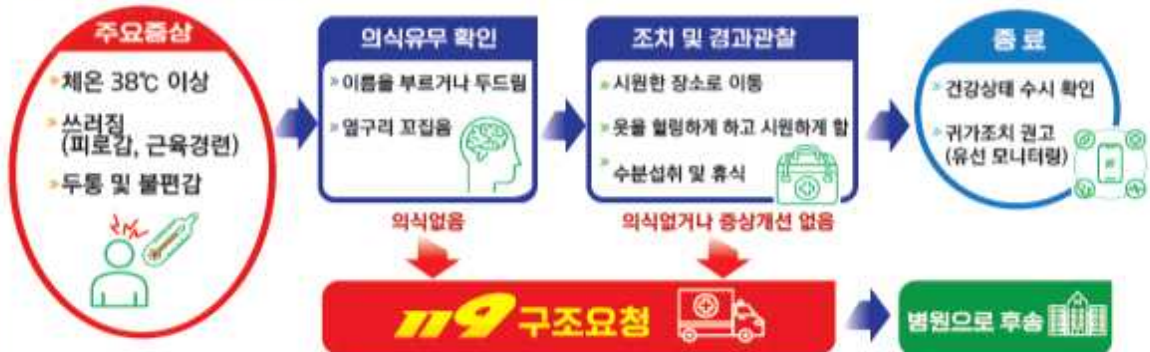 주요증상
» 체온 38℃ 이상
» 쓰러짐
(피로감, 근육경련)
» 두통 및 불편감
의식유무 확인
» 이름을 부르거나 두드림
» 옆구리 꼬집음
의식없음
조치 및 경과관찰
» 시원한 장소로 이동
» 옷을 헐렁하게 하고 시원하게 함
» 수분섭취 및 휴식
의식없거나 증상개선 없음
종료
» 건강상태 수시 확인
» 귀가조치 권고
(유선 모니터링)
119 구조요청
병원으로 후송